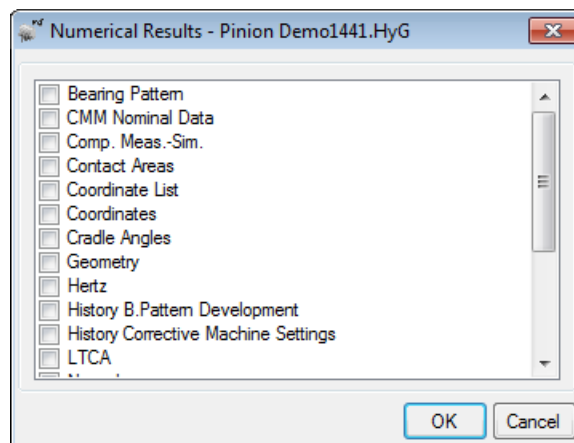 Numerical Results - Pinion Demo1441.HyG
Bearing Pattern
CMM Nominal Data
Comp. Meas.-Sim.
Contact Areas
Coordinate List
Coordinates
Cradle Angles
Geometry
Hertz
History B.Pattern Development
History Corrective Machine Settings
LTCA
OK
Cancel